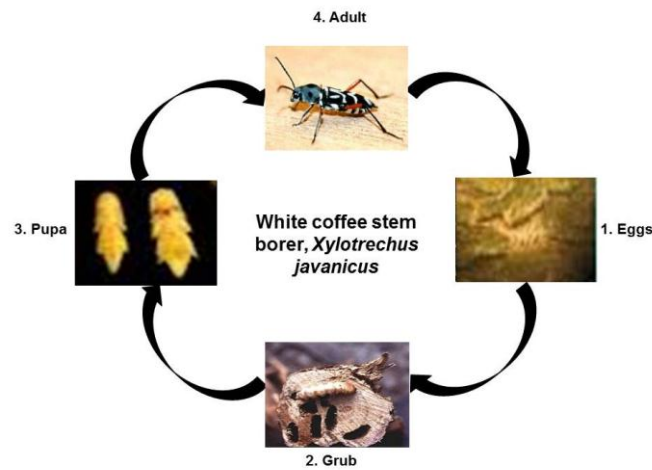 4. Adult
3. Pupa
White coffee stem
borer, Xylotrechus
javanicus
1. Eggs
2. Grub